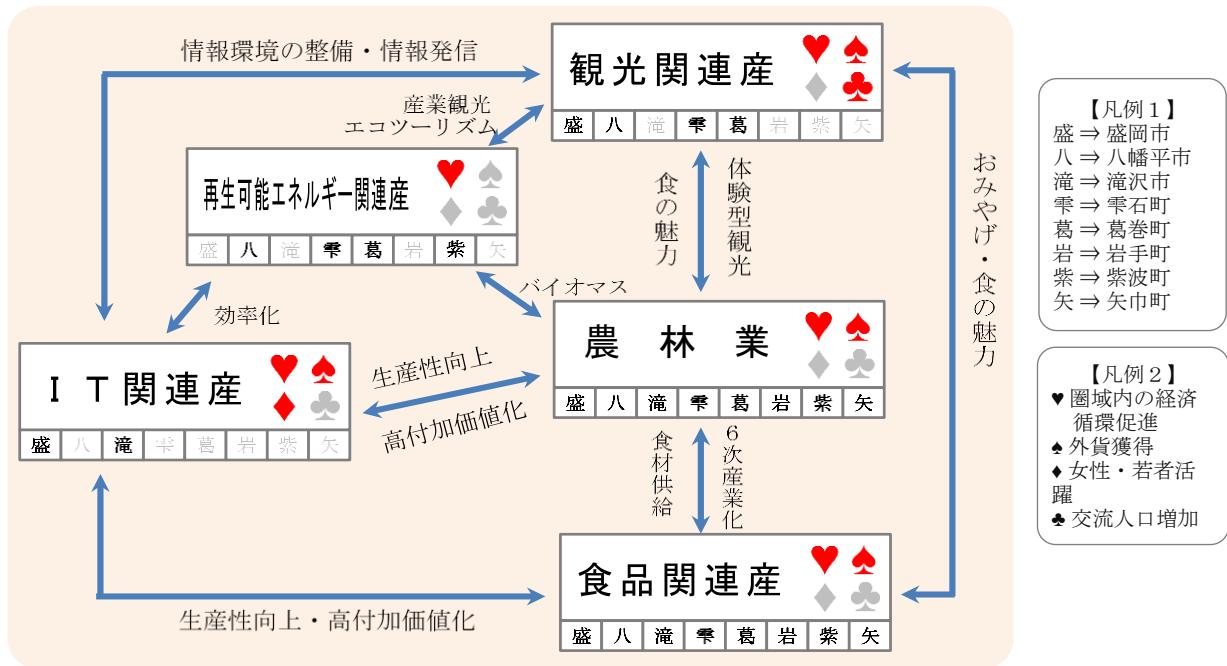 情報環境の整備・情報発信
観光関連産
♥ ♠
♦ ♣
盛 八 滝 雫 葛 岩 紫 矢
産業観光
エコツーリズム
再生可能エネルギー関連産
♥ ♠
♦ ♣
盛 八 滝 雫 葛 岩 紫 矢
食の魅力
体験型観光
おみやげ・食の魅力
バイオマス
効率化
農林業
♥ ♠
♦ ♣
盛 八 滝 雫 葛 岩 紫 矢
IT関連産
♥ ♠
♦ ♣
盛 八 滝 雫 葛 岩 紫 矢
生産性向上
高付加価値化
食材供給
6次産業化
食品関連産
♥ ♠
♦ ♣
盛 八 滝 雫 葛 岩 紫 矢
生産性向上・高付加価値化
【凡例1】
盛⇒盛岡市
八⇒八幡平市
滝⇒滝沢市
雫⇒雫石町
葛⇒葛巻町
岩⇒岩手町
紫⇒紫波町
矢⇒矢巾町
【凡例2】
♥圏域内の経済
循環促進
♠外貨獲得
♦女性・若者活
躍
♣交流人口増加